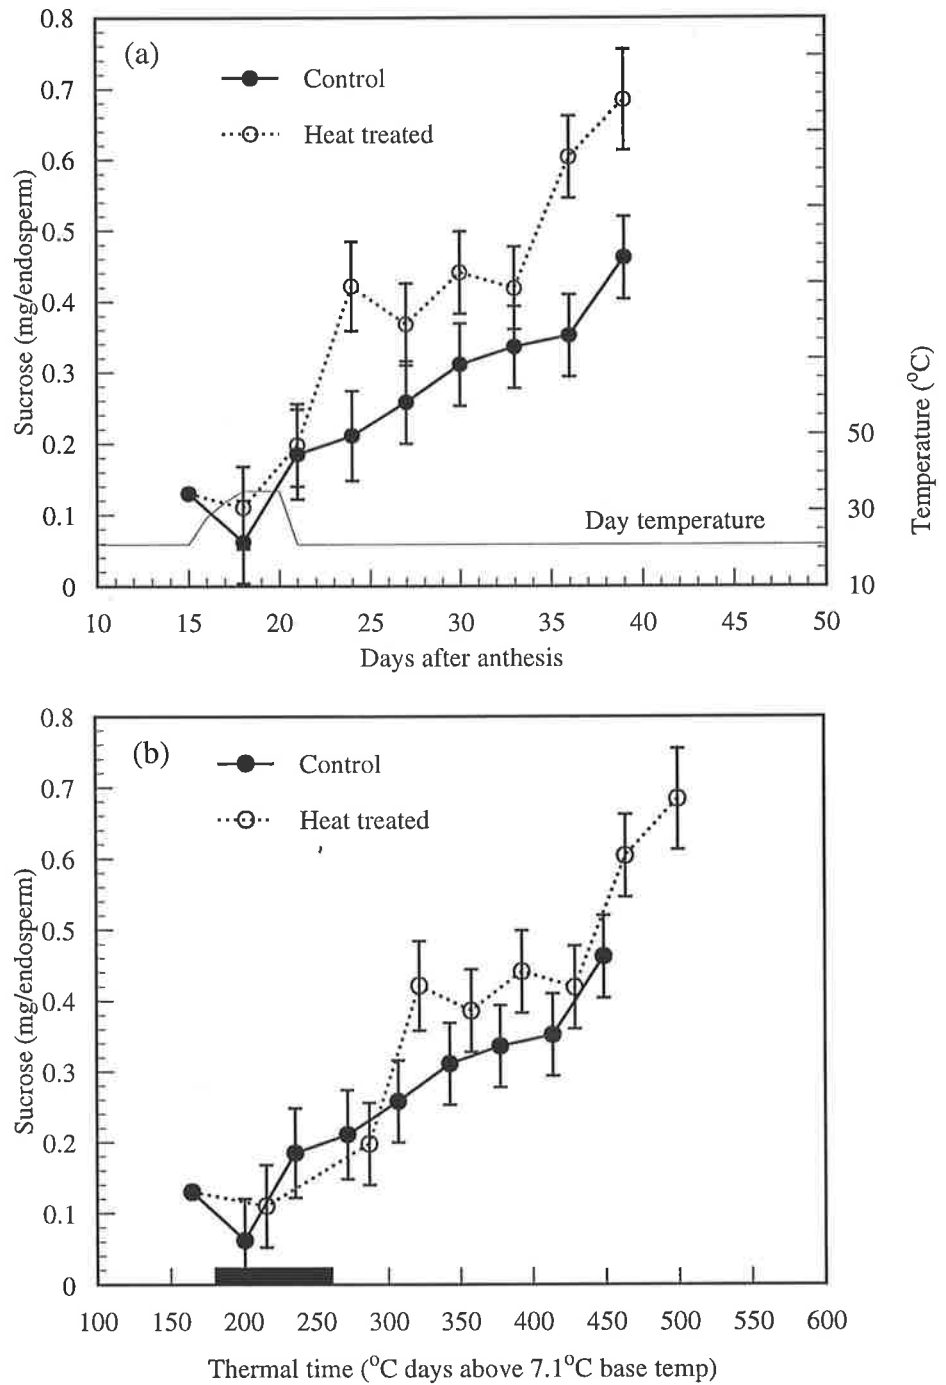 (a)
Control
Heat treated
Sucrose (mg/endosperm)
0.8
0.7
0.6
0.5
0.4
0.3
0.2
0.1
0
50
30
10
Temperature (°C)
Day temperature
10 15 20 25 30 35 40 45 50
Days after anthesis
(b)
Control
Heat treated
Sucrose (mg/endosperm)
0.8
0.7
0.6
0.5
0.4
0.3
0.2
0.1
0
100 150 200 250 300 350 400 450 500 550 600
Thermal time (°C days above 7.1°C base temp)